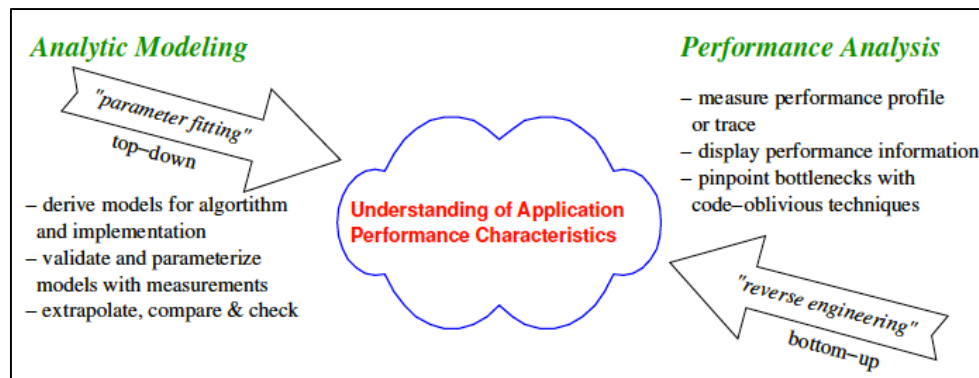 Analytic Modeling
"parameter fitting"
top–down
– derive models for algortithm
and implementation
– validate and parameterize
models with measurements
– extrapolate, compare & check
Understanding of Application
Performance Characteristics
Performance Analysis
– measure performance profile
or trace
– display performance information
– pinpoint bottlenecks with
code–oblivious techniques
"reverse engineering"
bottom–up